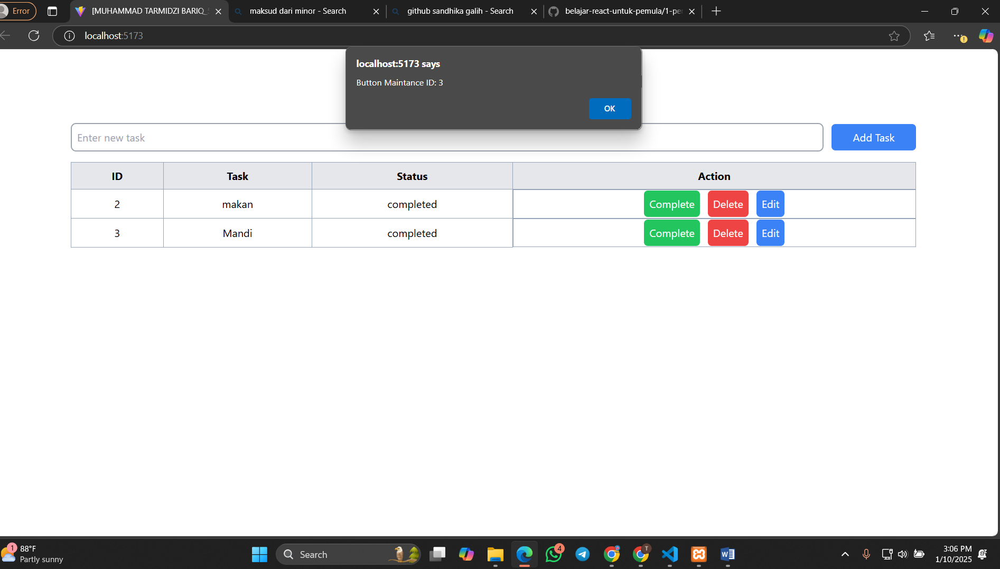 Error
[MUHAMMAD TARMIDZI BARIQ_
maksud dari minor - Search
github sandhika galih - Search
belajar-react-untuk-pemula/1-pe
localhost:5173
localhost:5173 says
Button Maintance ID: 3
OK
Enter new task
Add Task
ID Task Status Action
2 makan completed Complete Delete Edit
3 Mandi completed Complete Delete Edit
1
88°F
Partly sunny
Search
4
T
3:06 PM
1/10/2025